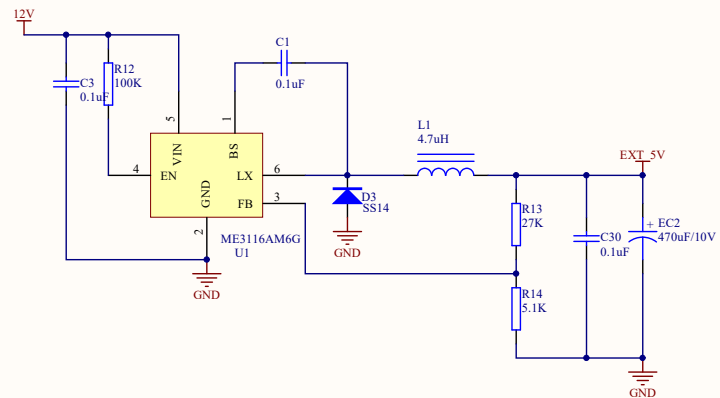 12V
C3
0.1uF
R12
100K
C1
0.1uF
5
1
VIN
BS
4
EN
GND
LX
6
FB
3
2
ME3116AM6G
U1
GND
D3
SS14
GND
L1
4.7uH
EXT_5V
R13
27K
C30
0.1uF
+
EC2
470uF/10V
R14
5.1K
GND